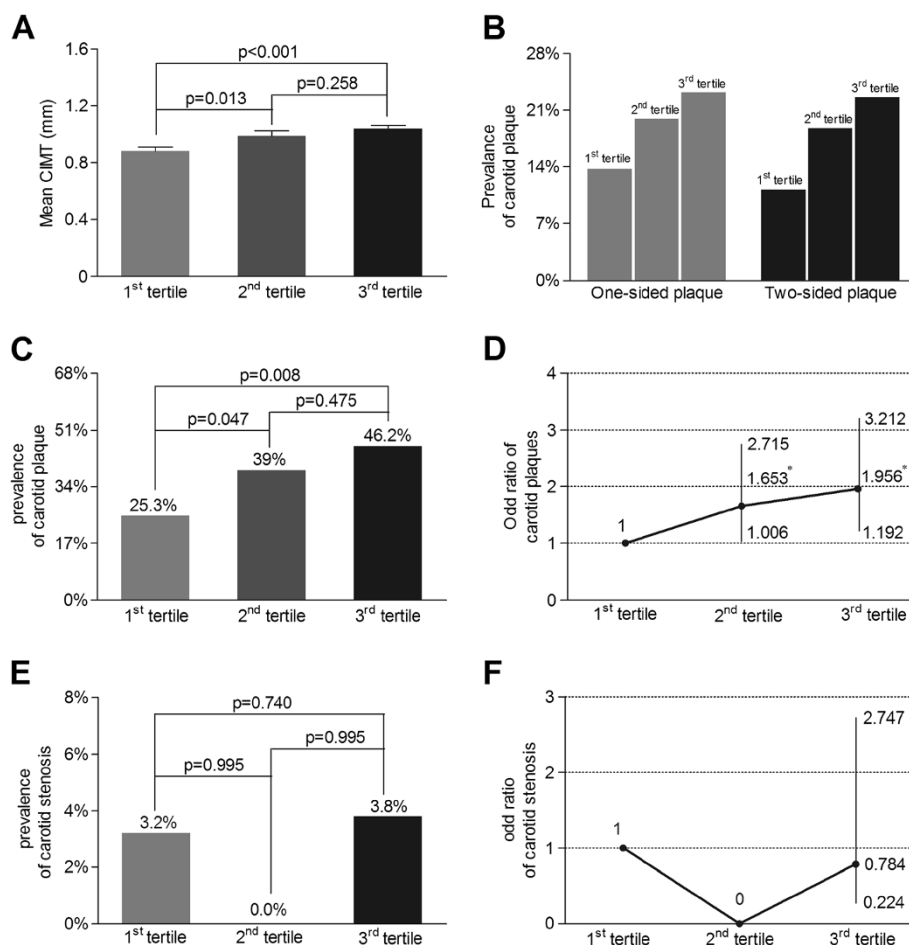 A
1.6
1.2
0.8
0.4
0
Mean CIMT (mm)
p<0.001
p=0.013
p=0.258
1st tertile
2nd tertile
3rd tertile
B
28%
21%
14%
7%
0%
Prevalance
of carotid plaque
1st tertile
2nd tertile
3rd tertile
1st tertile
2nd tertile
3rd tertile
One-sided plaque
Two-sided plaque
C
68%
51%
34%
17%
0%
prevalence
of carotid plaque
p=0.008
p=0.047
p=0.475
25.3%
39%
46.2%
1st tertile
2nd tertile
3rd tertile
D
4
3
2
1
0
Odd ratio of
carotid plaques
1
2.715
1.653*
1.006
3.212
1.956*
1.192
1st tertile
2nd tertile
3rd tertile
E
8%
6%
4%
2%
0%
prevalence
of carotid stenosis
p=0.740
p=0.995
p=0.995
3.2%
0.0%
3.8%
1st tertile
2nd tertile
3rd tertile
F
3
2
1
0
odd ratio
of carotid stenosis
1
0
2.747
0.784
0.224
1st tertile
2nd tertile
3rd tertile